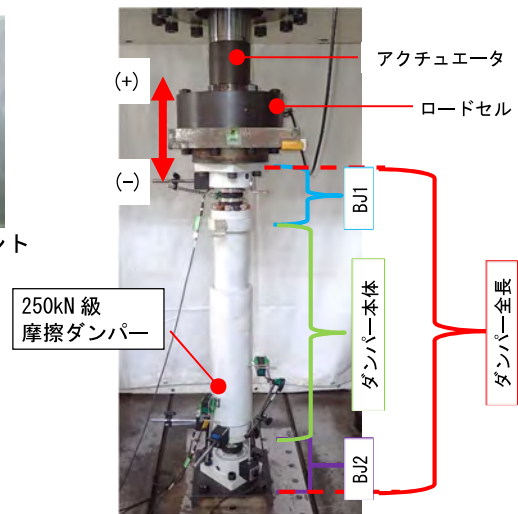 アクチュエータ
(+)
ロードセル
(-)
BJ1
ント
ダンパー本体
ダンパー全長
250kN 級
摩擦ダンパー
BJ2